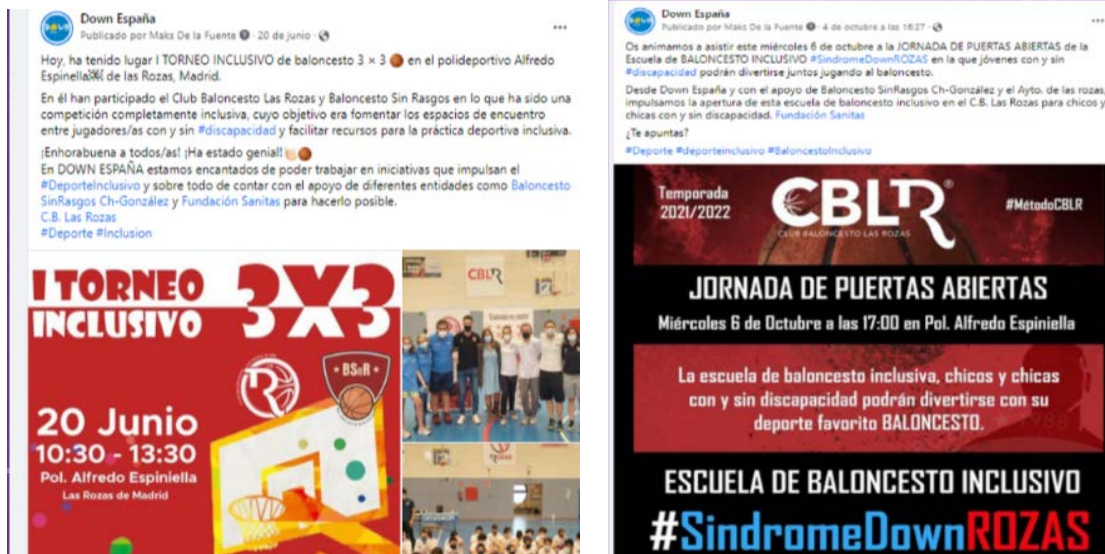 Down España
Publicado por Maks De la Fuente · 20 de junio ·
Hoy, ha tenido lugar I TORNEO INCLUSIVO de baloncesto 3 × 3 🏀 en el polideportivo Alfredo
de las Rozas, Madrid.
En él han participado el Club Baloncesto Las Rozas y Baloncesto Sin Rasgos en lo que ha sido una
competición completamente inclusiva, cuyo objetivo era fomentar los espacios de encuentro
entre jugadores/as con y sin #discapacidad y facilitar recursos para la práctica deportiva inclusiva.
¡Enhorabuena a todos/as! ¡Ha estado genial!👏🏀
En DOWN ESPAÑA estamos encantados de poder trabajar en iniciativas que impulsan el
#DeporteInclusivo y sobre todo de contar con el apoyo de diferentes entidades como Baloncesto
SinRasgos Ch-González y Fundación Sanitas para hacerlo posible.
C.B. Las Rozas
#Deporte #Inclusion
I TORNEO
INCLUSIVO
3X3
BSnR
20 Junio
10:30 - 13:30
Pol. Alfredo Espiniella
Las Rozas de Madrid
CBLR
Down España
Publicado por Maks De la Fuente · 4 de octubre a las 16:27 ·
Os animamos a asistir este miércoles 6 de octubre a la JORNADA DE PUERTAS ABIERTAS de la
Escuela de BALONCESTO INCLUSIVO #SindromeDownROZAS en la que jóvenes con y sin
#discapacidad podrán divertirse juntos jugando al baloncesto.
Desde Down España y con el apoyo de Baloncesto SinRasgos Ch-González y el Ayto. de las rozas,
impulsamos la apertura de esta escuela de baloncesto inclusivo en el C.B. Las Rozas para chicos y
chicas con y sin discapacidad. Fundación Sanitas
¿Te apuntas?
#Deporte #deporteinclusivo #BaloncestoInclusivo
Temporada
2021/2022
CBLR®
CLUB BALONCESTO LAS ROZAS
#MétodoCBLR
JORNADA DE PUERTAS ABIERTAS
Miércoles 6 de Octubre a las 17:00 en Pol. Alfredo Espiniella
La escuela de baloncesto inclusiva, chicos y chicas
con y sin discapacidad podrán divertirse con su
deporte favorito BALONCESTO.
1988
ESCUELA DE BALONCESTO INCLUSIVO
#SindromeDownROZAS